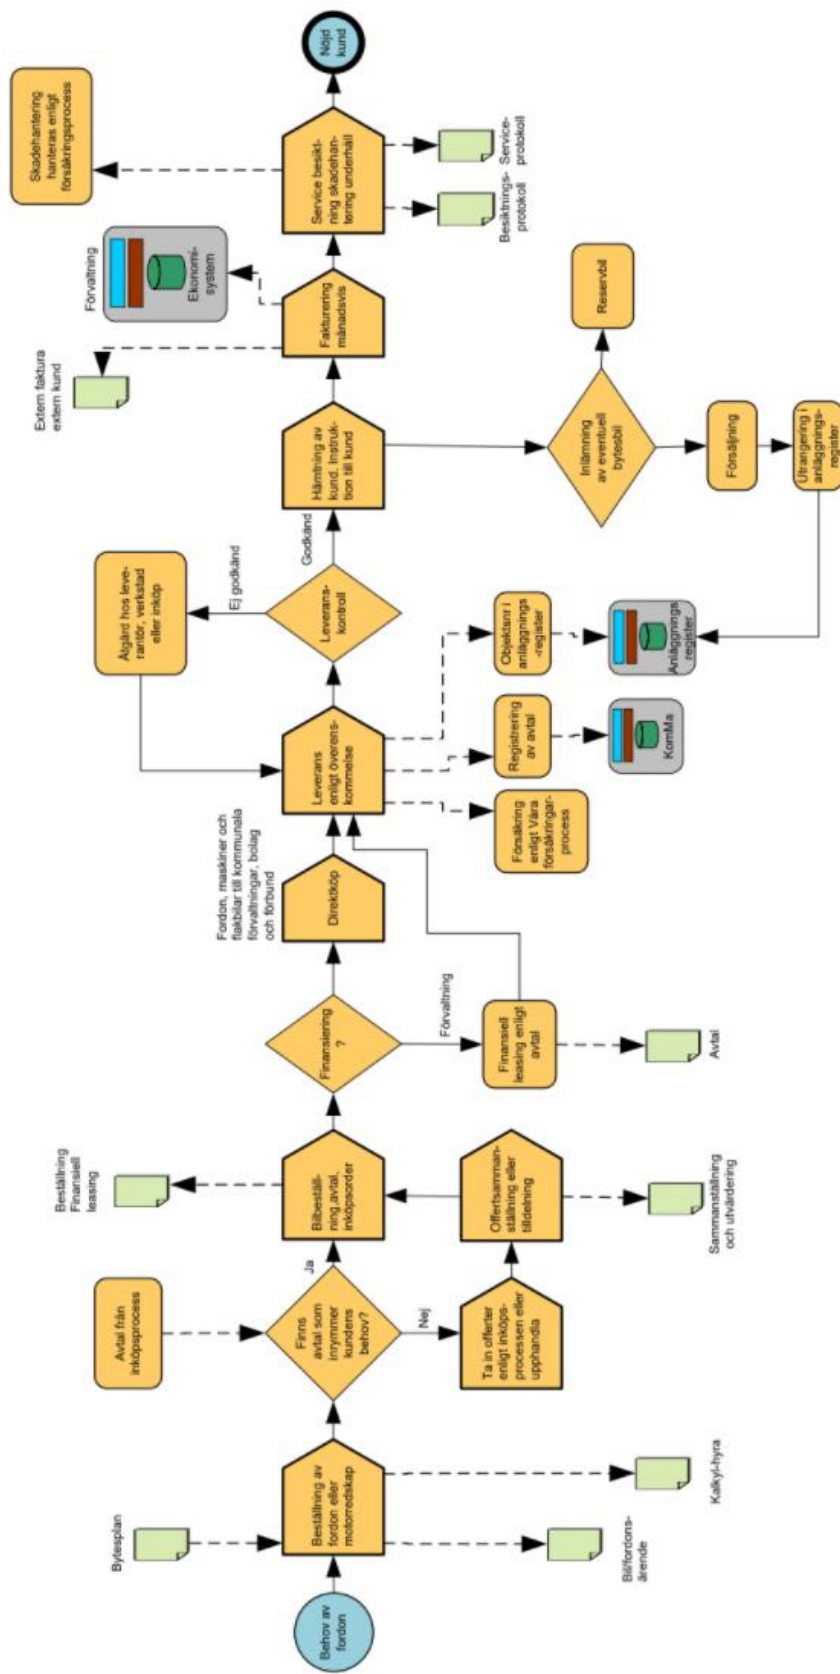 Behov av
fordon
Bytesplan
Beställning av
fordon eller
motorredskap
Bil/fordons-
ärende
Kalkyl-hyra
Avtal från
inköpsprocess
Finns
avtal som
inrymmer
kundens
behov?
Ja
Nej
Ta in offerter
enligt inköps-
processen eller
upphandla
Offertsamman-
ställning eller
tilldelning
Sammanställning
och utvärdering
Beställning
Finansiell
leasing
Bilbeställ-
ning,avtal,
inköpsorder
Finansiering
?
Förvaltning
Finansiell
leasing enligt
avtal
Avtal
Fordon, maskiner och
flakbilar till kommunala
förvaltningar, bolag
och förbund
Direktköp
Leverans
enligt överens-
kommelse
Försäkring
enligt Våra
försäkringar-
process
Registrering
av avtal
KomMa
Objektsnr i
anläggnings
-register
Anläggnings
register
Åtgärd hos leve-
rantör, verkstad
eller inköp
Ej godkänd
Leverans-
kontroll
Godkänd
Hämtning av
kund. Instruk-
tion till kund
Inlämning
av eventuell
bytesbil
Reservbil
Försäljning
Utrangering i
anläggnings-
register
Extern faktura
extern kund
Förvaltning
Ekonomi-
system
Fakturering
månadsvis
Skadehantering
hanteras enligt
försäkringsprocess
Service besikt-
ning skadehan-
tering underhåll
Besiktnings-
protokoll
Service-
protokoll
Nöjd
kund